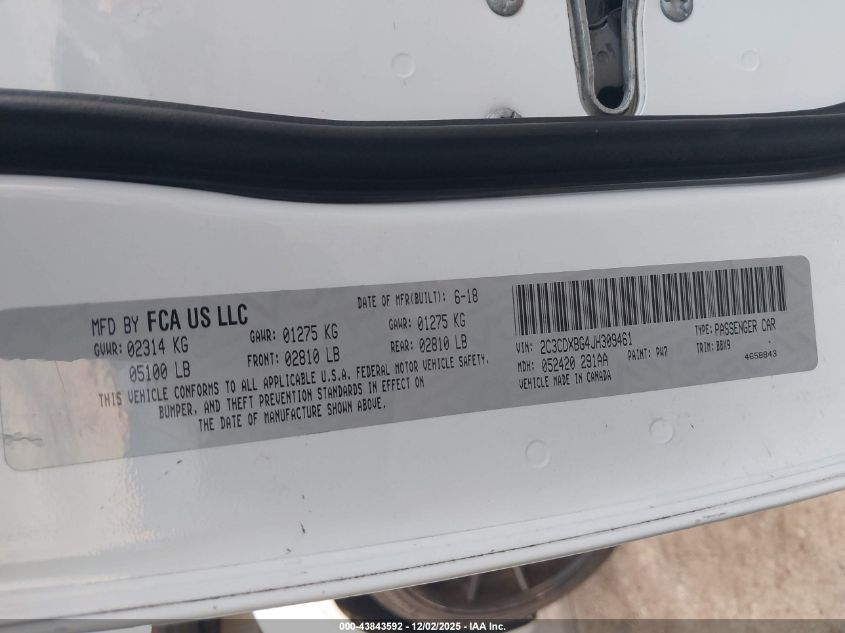 MFD BY FCA US LLC
DATE OF MFR(BUILT): 6-18
GVWR: 02314 KG
GAWR: 01275 KG
GAWR: 01275 KG
05100 LB
FRONT: 02810 LB
REAR: 02810 LB
THIS VEHICLE CONFORMS TO ALL APPLICABLE U.S.A. FEDERAL MOTOR VEHICLE SAFETY,
BUMPER, AND THEFT PREVENTION STANDARDS IN EFFECT ON
THE DATE OF MANUFACTURE SHOWN ABOVE.
VIN: 2C3CDXBG4JH309461
TYPE: PASSENGER CAR
MDH: 052420 291AA
PAINT: PW7
TRIM: BBX9
VEHICLE MADE IN CANADA
4658843
000-43843592 - 12/02/2025 - IAA Inc.